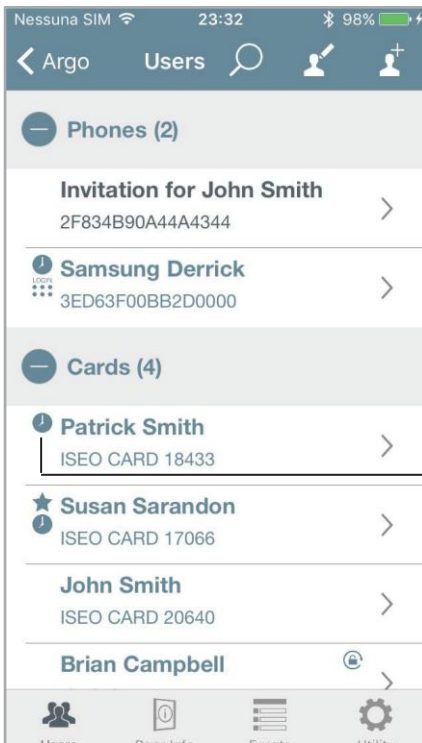 Nessuna SIM 23:32 98%
Argo Users
Phones (2)
Invitation for John Smith
2F834B90A44A4344
LOGIN
Samsung Derrick
3ED63F00BB2D0000
Cards (4)
Patrick Smith
ISEO CARD 18433
Susan Sarandon
ISEO CARD 17066
John Smith
ISEO CARD 20640
Brian Campbell